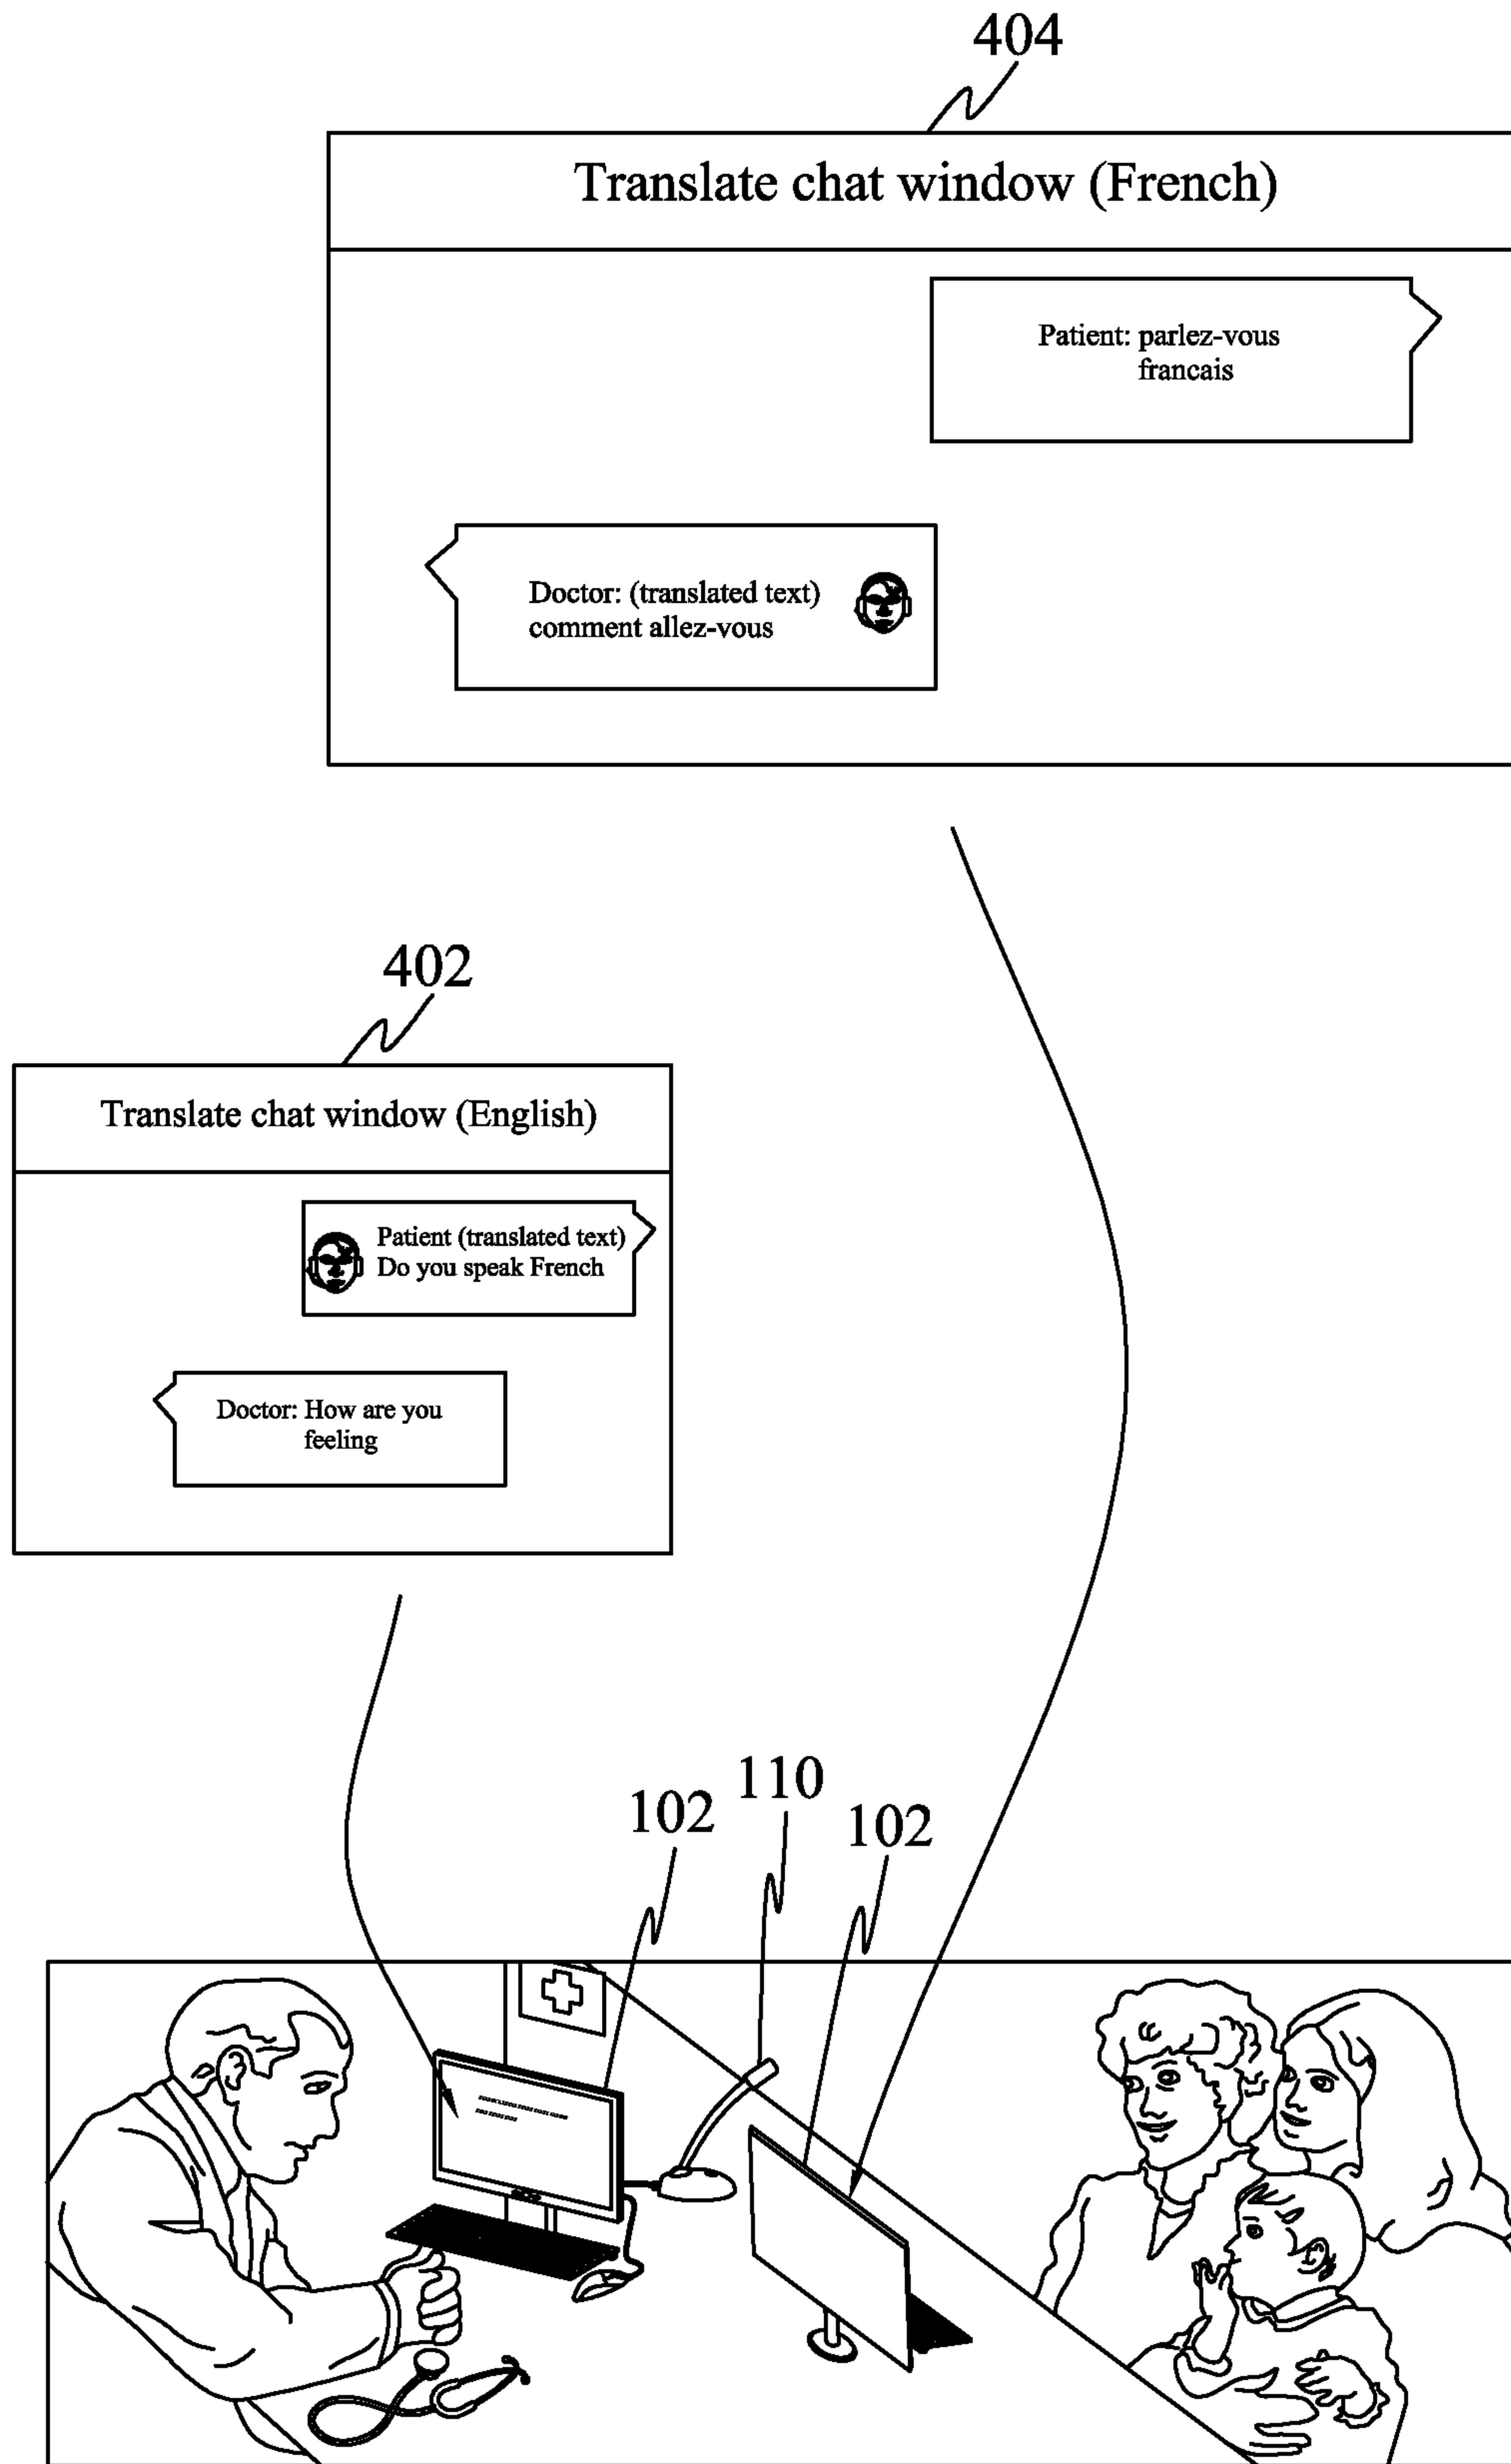 404
Translate chat window (French)
Patient: parlez-vous
francais
Doctor: (translated text)
comment allez-vous
402
Translate chat window (English)
Patient (translated text)
Do you speak French
Doctor: How are you
feeling
102
110
102